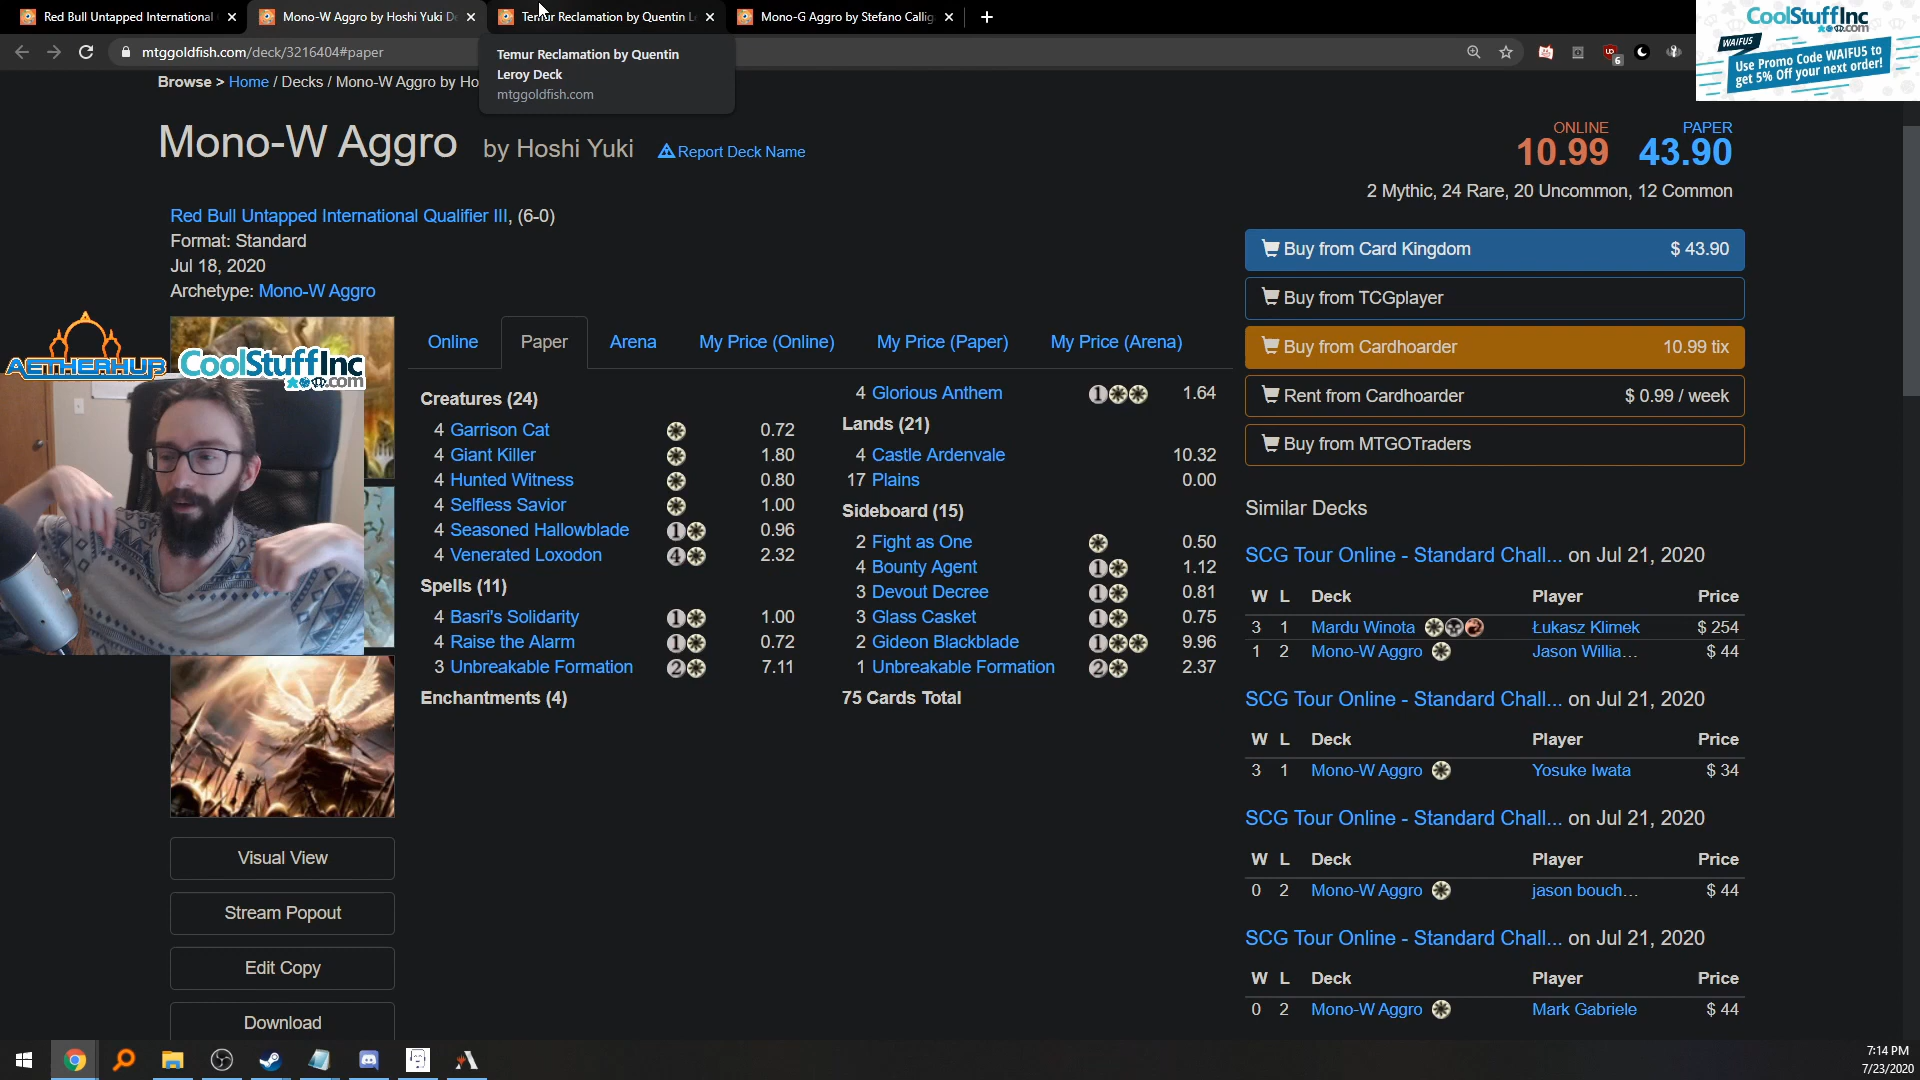 Red Bull Untapped International
Mono-W Aggro by Hoshi Yuki De
Temur Reclamation by Quentin L
Mono-G Aggro by Stefano Callig
mtggoldfish.com/deck/3216404#paper
Temur Reclamation by Quentin
Leroy Deck
mtggoldfish.com
6
CoolStuffInc
.com
WAIFU5
Use Promo Code WAIFU5 to
get 5% Off your next order!
Browse > Home / Decks / Mono-W Aggro by Ho
Mono-W Aggro by Hoshi Yuki Report Deck Name
ONLINE PAPER
10.99 43.90
2 Mythic, 24 Rare, 20 Uncommon, 12 Common
Red Bull Untapped International Qualifier III, (6-0)
Format: Standard
Jul 18, 2020
Archetype: Mono-W Aggro
AETHERHUB
CoolStuffInc
.com
Online Paper Arena My Price (Online) My Price (Paper) My Price (Arena)
Creatures (24)
4 Garrison Cat 0.72
4 Giant Killer 1.80
4 Hunted Witness 0.80
4 Selfless Savior 1.00
4 Seasoned Hallowblade 1 0.96
4 Venerated Loxodon 4 2.32
Spells (11)
4 Basri's Solidarity 1 1.00
4 Raise the Alarm 1 0.72
3 Unbreakable Formation 2 7.11
Enchantments (4)
4 Glorious Anthem 1 1.64
Lands (21)
4 Castle Ardenvale 10.32
17 Plains 0.00
Sideboard (15)
2 Fight as One 0.50
4 Bounty Agent 1 1.12
3 Devout Decree 1 0.81
3 Glass Casket 1 0.75
2 Gideon Blackblade 1 9.96
1 Unbreakable Formation 2 2.37
75 Cards Total
Buy from Card Kingdom $ 43.90
Buy from TCGplayer
Buy from Cardhoarder 10.99 tix
Rent from Cardhoarder $ 0.99 / week
Buy from MTGOTraders
Similar Decks
SCG Tour Online - Standard Chall... on Jul 21, 2020
W L Deck Player Price
3 1 Mardu Winota Łukasz Klimek $ 254
1 2 Mono-W Aggro Jason Willia... $ 44
SCG Tour Online - Standard Chall... on Jul 21, 2020
W L Deck Player Price
3 1 Mono-W Aggro Yosuke Iwata $ 34
SCG Tour Online - Standard Chall... on Jul 21, 2020
W L Deck Player Price
0 2 Mono-W Aggro jason bouch... $ 44
SCG Tour Online - Standard Chall... on Jul 21, 2020
W L Deck Player Price
0 2 Mono-W Aggro Mark Gabriele $ 44
Visual View
Stream Popout
Edit Copy
Download
7:14 PM
7/23/2020